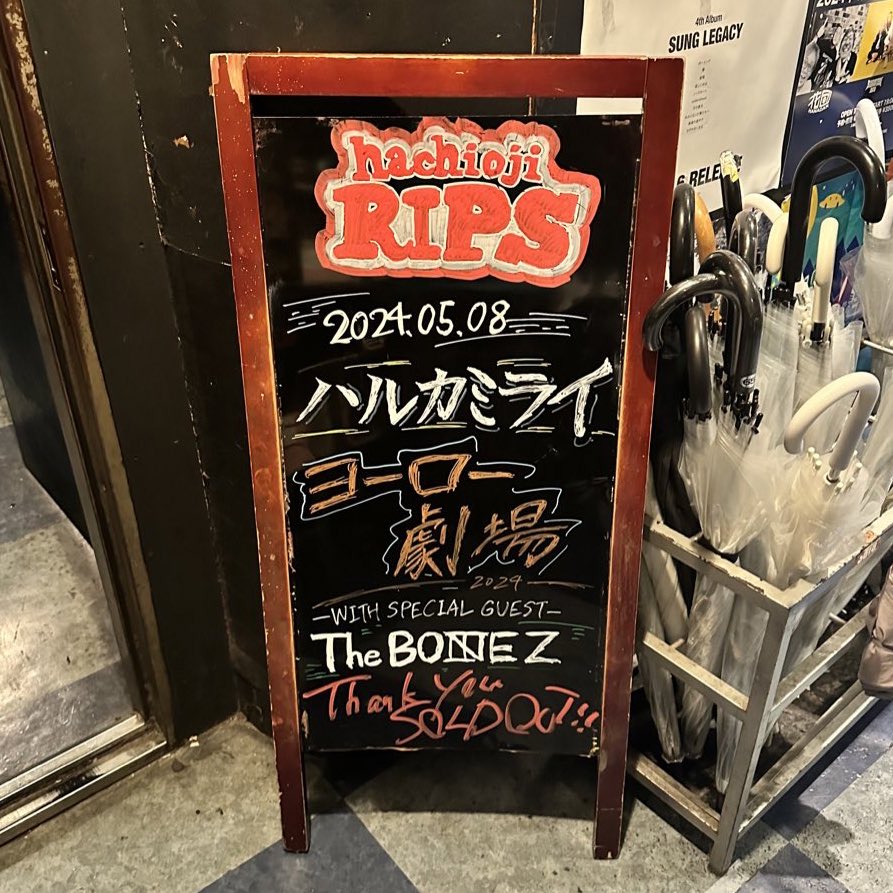 hachioji
RIPS
2024.05.08
ハルカミライ
ヨーロー
劇場
2024
-WITH SPECIAL GUEST-
The BONEZ
Thank You
SOLD OUT!!
4th Album
SUNG LEGACY